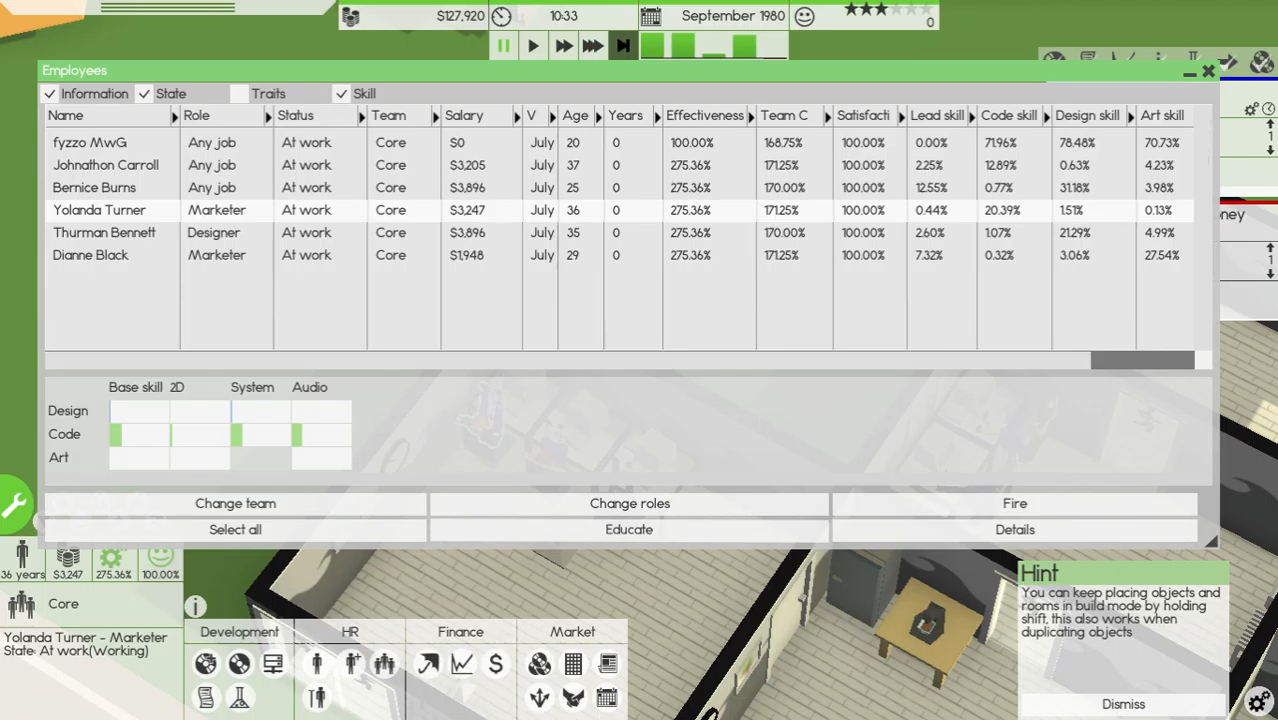 $127,920 10:33 September 1980 0
Employees
Information State Traits Skill
Name Role Status Team Salary V Age Years Effectiveness Team C Satisfacti Lead skill Code skill Design skill Art skill
fyzzo MwG Any job At work Core $0 July 20 0 100.00% 168.75% 100.00% 0.00% 71.96% 78.48% 70.73%
Johnathon Carroll Any job At work Core $3,205 July 37 0 275.36% 171.25% 100.00% 2.25% 12.89% 0.63% 4.23%
Bernice Burns Any job At work Core $3,896 July 25 0 275.36% 170.00% 100.00% 12.55% 0.77% 31.18% 3.98%
Yolanda Turner Marketer At work Core $3,247 July 36 0 275.36% 171.25% 100.00% 0.44% 20.39% 1.51% 0.13%
Thurman Bennett Designer At work Core $3,896 July 35 0 275.36% 170.00% 100.00% 2.60% 1.07% 21.29% 4.99%
Dianne Black Marketer At work Core $1,948 July 29 0 275.36% 171.25% 100.00% 7.32% 0.32% 3.06% 27.54%
1
ney
1
Base skill 2D System Audio
Design
Code
Art
Change team Change roles Fire
Select all Educate Details
36 years $3,247 275.36% 100.00%
Core
Yolanda Turner - Marketer
State: At work(Working)
Development HR Finance Market
Hint
You can keep placing objects and
rooms in build mode by holding
shift, this also works when
duplicating objects
Dismiss